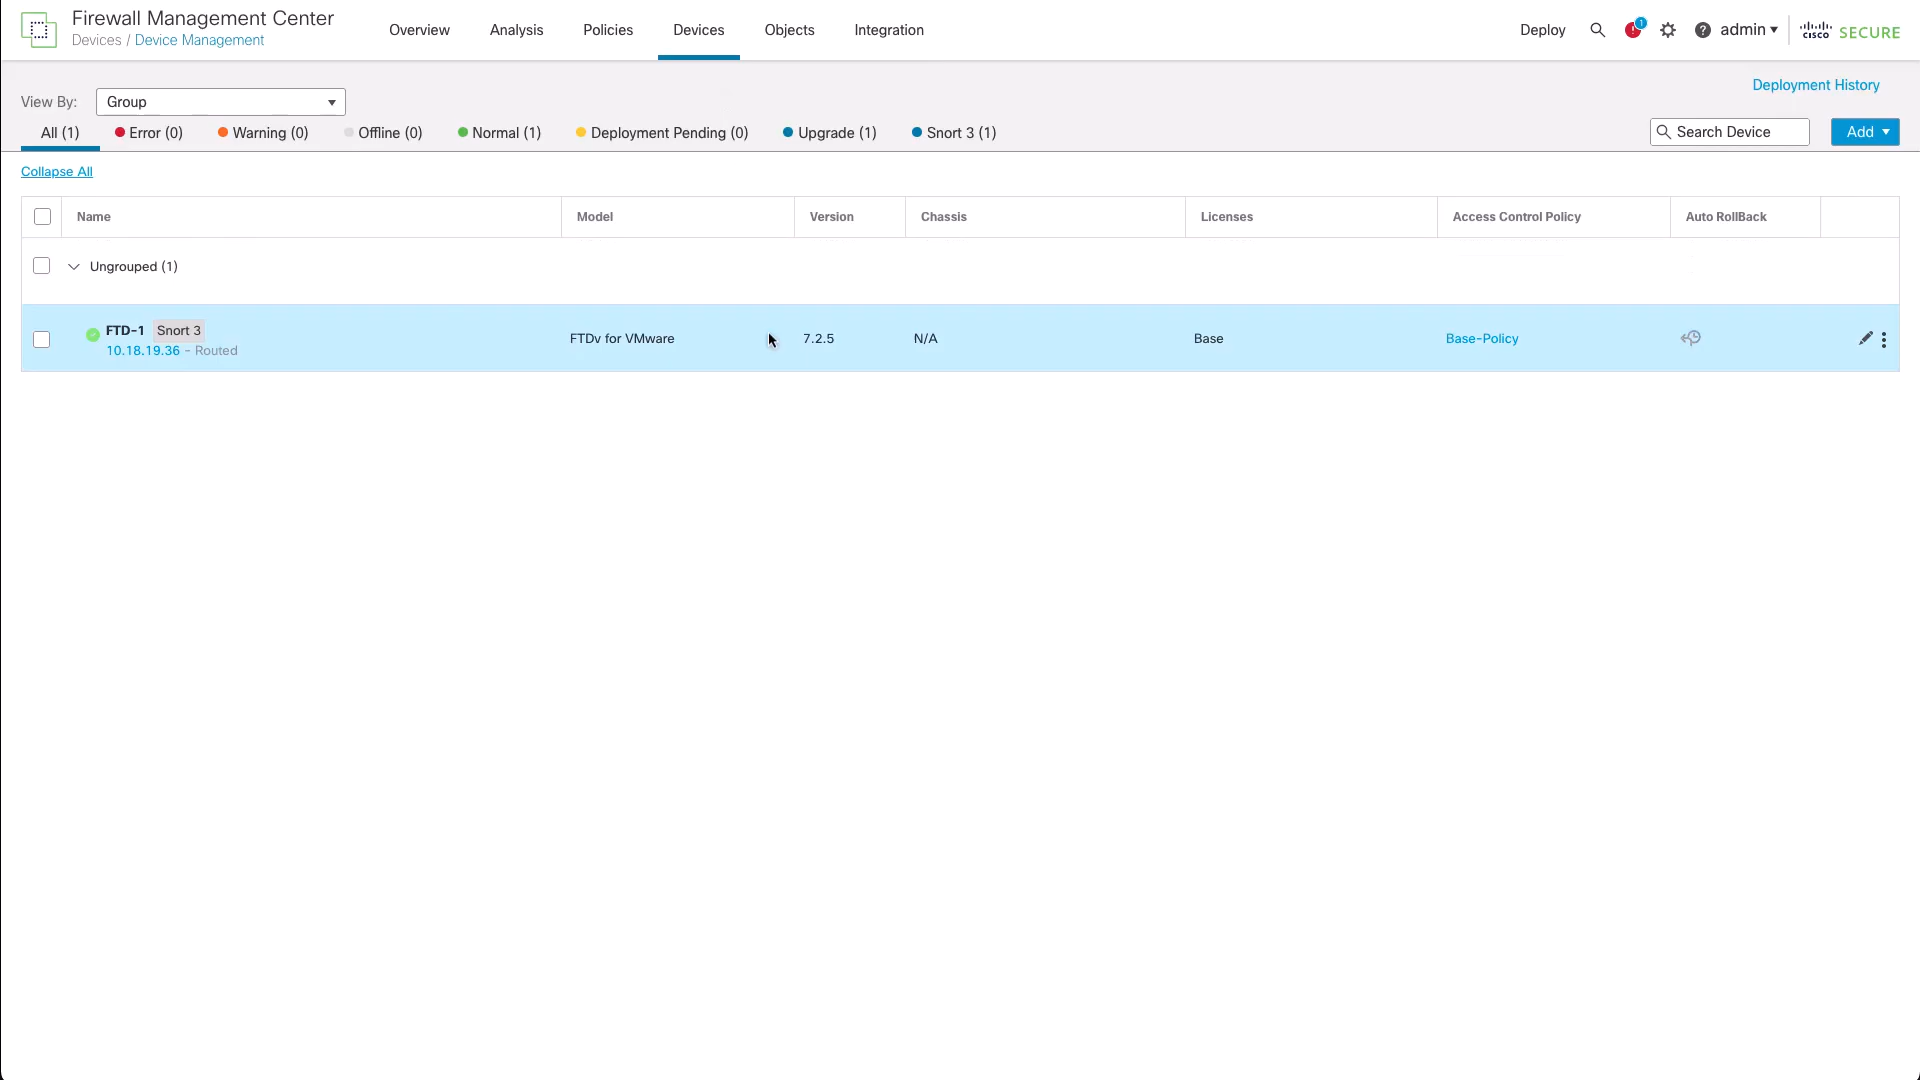 Firewall Management Center
Devices / Device Management
Overview
Analysis
Policies
Devices
Objects
Integration
Deploy
1
admin
cisco SECURE
Deployment History
View By:
Group
All (1)
Error (0)
Warning (0)
Offline (0)
Normal (1)
Deployment Pending (0)
Upgrade (1)
Snort 3 (1)
Search Device
Add
Collapse All
Name
Model
Version
Chassis
Licenses
Access Control Policy
Auto RollBack
Ungrouped (1)
FTD-1 Snort 3
10.18.19.36 - Routed
FTDv for VMware
7.2.5
N/A
Base
Base-Policy